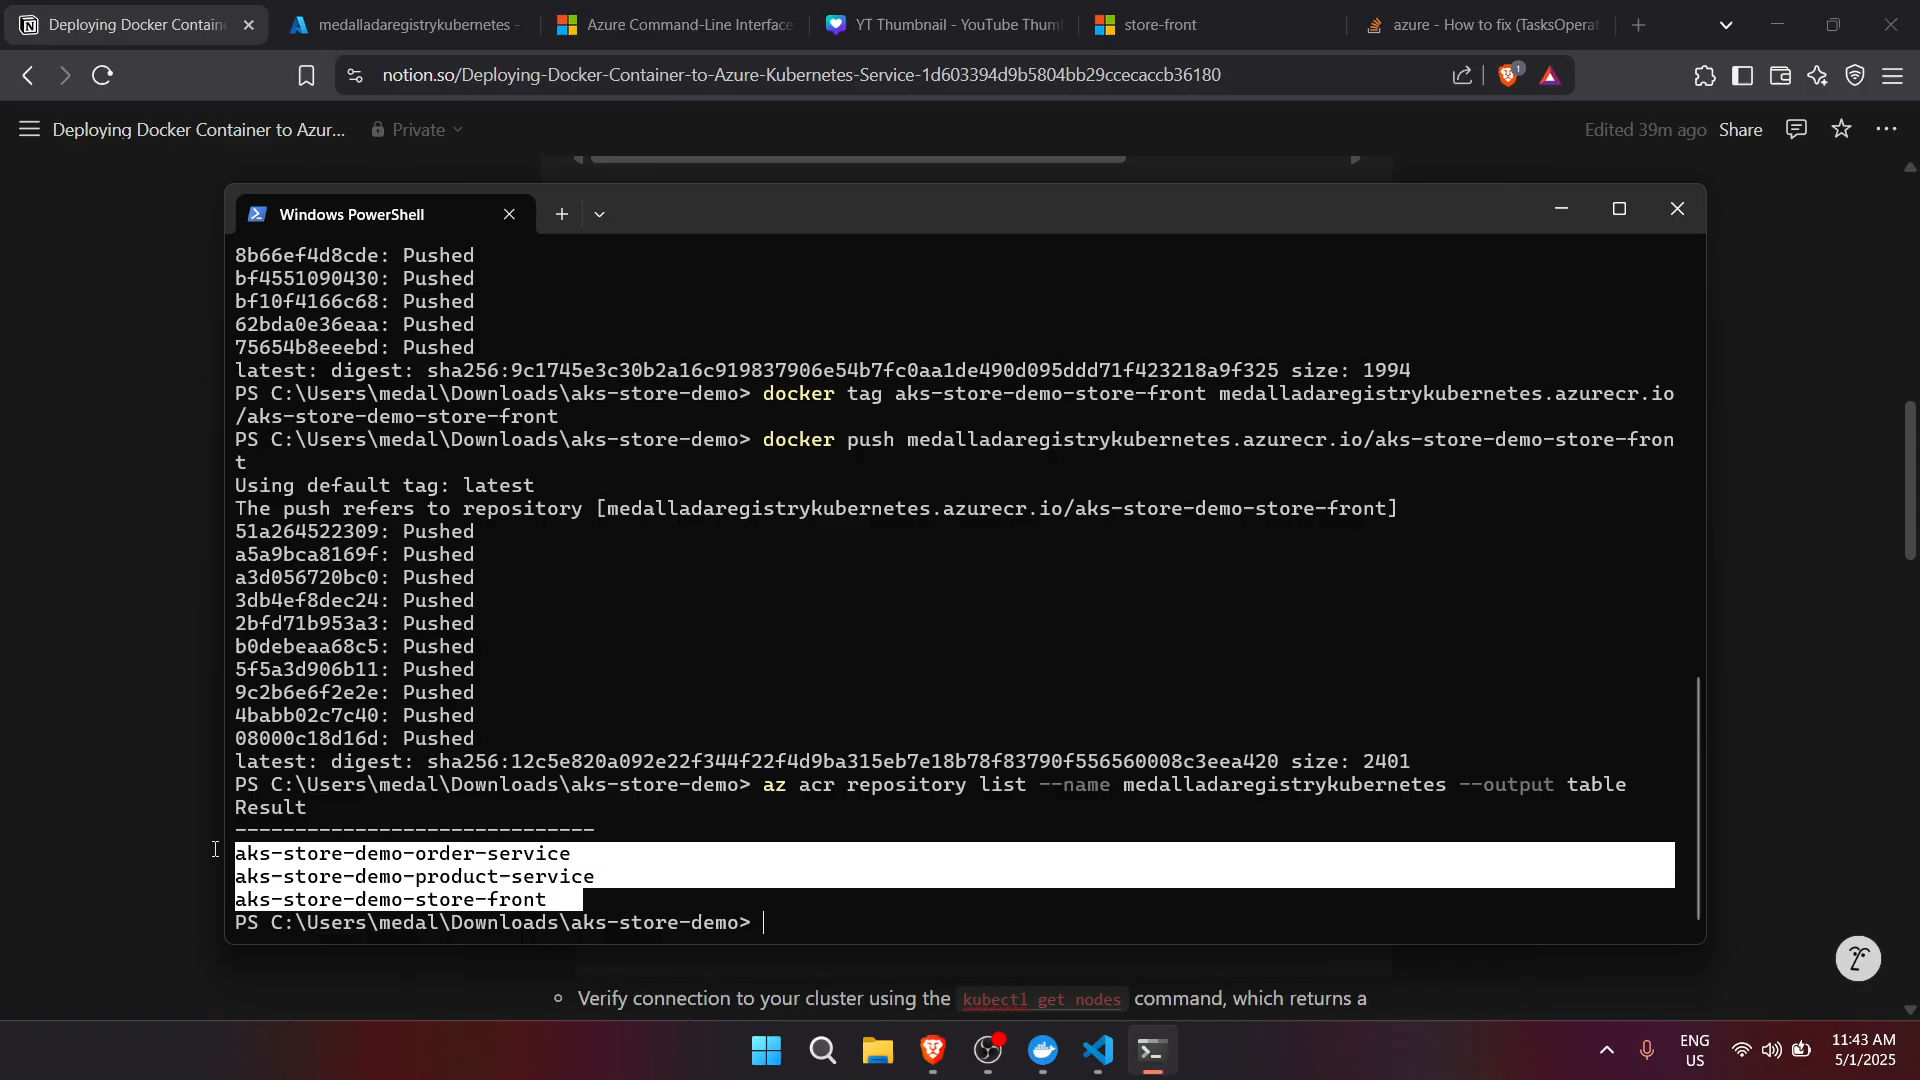 Deploying Docker Containe
medalladaregistrykubernetes -
Azure Command-Line Interface
YT Thumbnail - YouTube Thum
store-front
azure - How to fix (TasksOperat
notion.so/Deploying-Docker-Container-to-Azure-Kubernetes-Service-1d603394d9b5804bb29ccecaccb36180
1
Deploying Docker Container to Azur...
Private
Edited 39m ago
Share
Windows PowerShell
8b66ef4d8cde: Pushed
bf4551090430: Pushed
bf10f4166c68: Pushed
62bda0e36eaa: Pushed
75654b8eeebd: Pushed
latest: digest: sha256:9c1745e3c30b2a16c919837906e54b7fc0aa1de490d095ddd71f423218a9f325 size: 1994
PS C:\Users\medal\Downloads\aks-store-demo> docker tag aks-store-demo-store-front medalladaregistrykubernetes.azurecr.io
/aks-store-demo-store-front
PS C:\Users\medal\Downloads\aks-store-demo> docker push medalladaregistrykubernetes.azurecr.io/aks-store-demo-store-fron
t
Using default tag: latest
The push refers to repository [medalladaregistrykubernetes.azurecr.io/aks-store-demo-store-front]
51a264522309: Pushed
a5a9bca8169f: Pushed
a3d056720bc0: Pushed
3db4ef8dec24: Pushed
2bfd71b953a3: Pushed
b0debeaa68c5: Pushed
5f5a3d906b11: Pushed
9c2b6e6f2e2e: Pushed
4babb02c7c40: Pushed
08000c18d16d: Pushed
latest: digest: sha256:12c5e820a092e22f344f22f4d9ba315eb7e18b78f83790f556560008c3eea420 size: 2401
PS C:\Users\medal\Downloads\aks-store-demo> az acr repository list --name medalladaregistrykubernetes --output table
Result
------------------------------
aks-store-demo-order-service
aks-store-demo-product-service
aks-store-demo-store-front
PS C:\Users\medal\Downloads\aks-store-demo>
Verify connection to your cluster using the kubectl get nodes command, which returns a
ENG
US
11:43 AM
5/1/2025